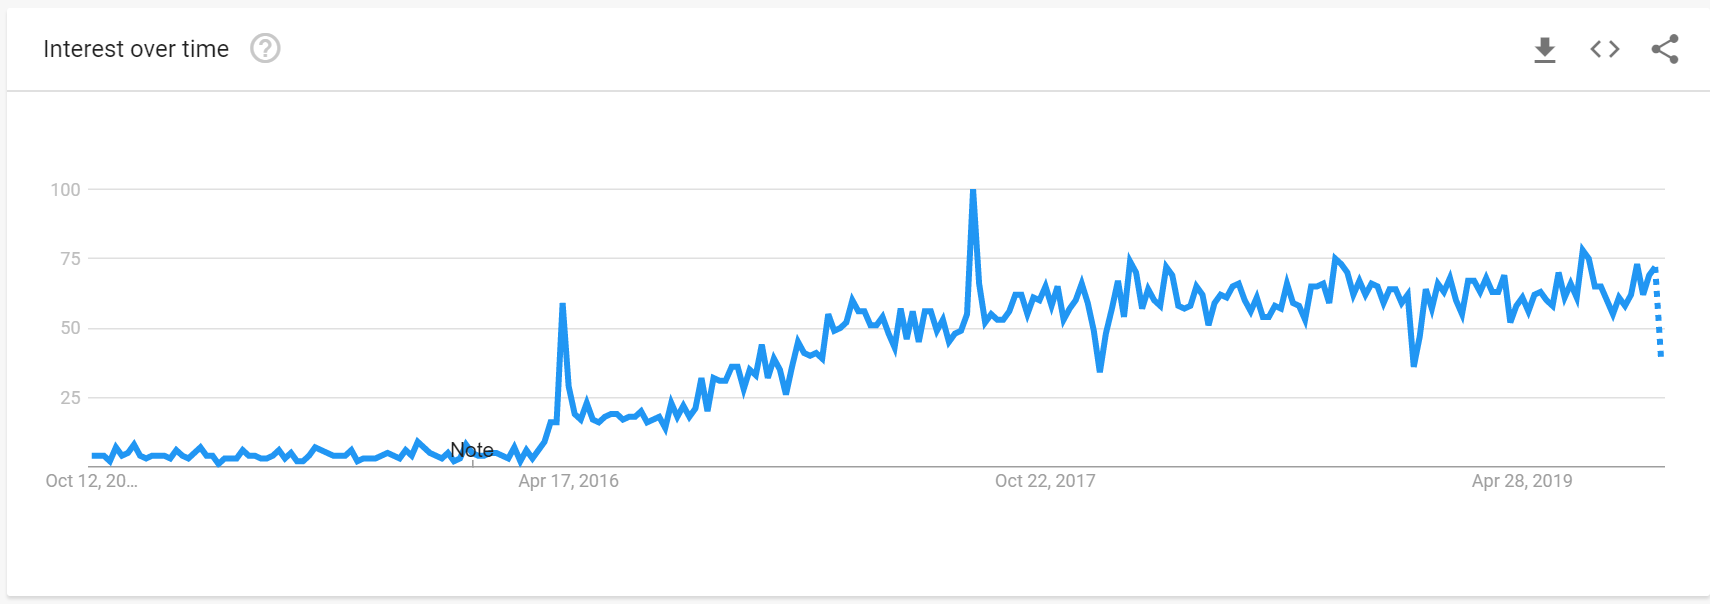 Interest over time ?
100
75
50
25
Note
Oct 12, 20... Apr 17, 2016 Oct 22, 2017 Apr 28, 2019